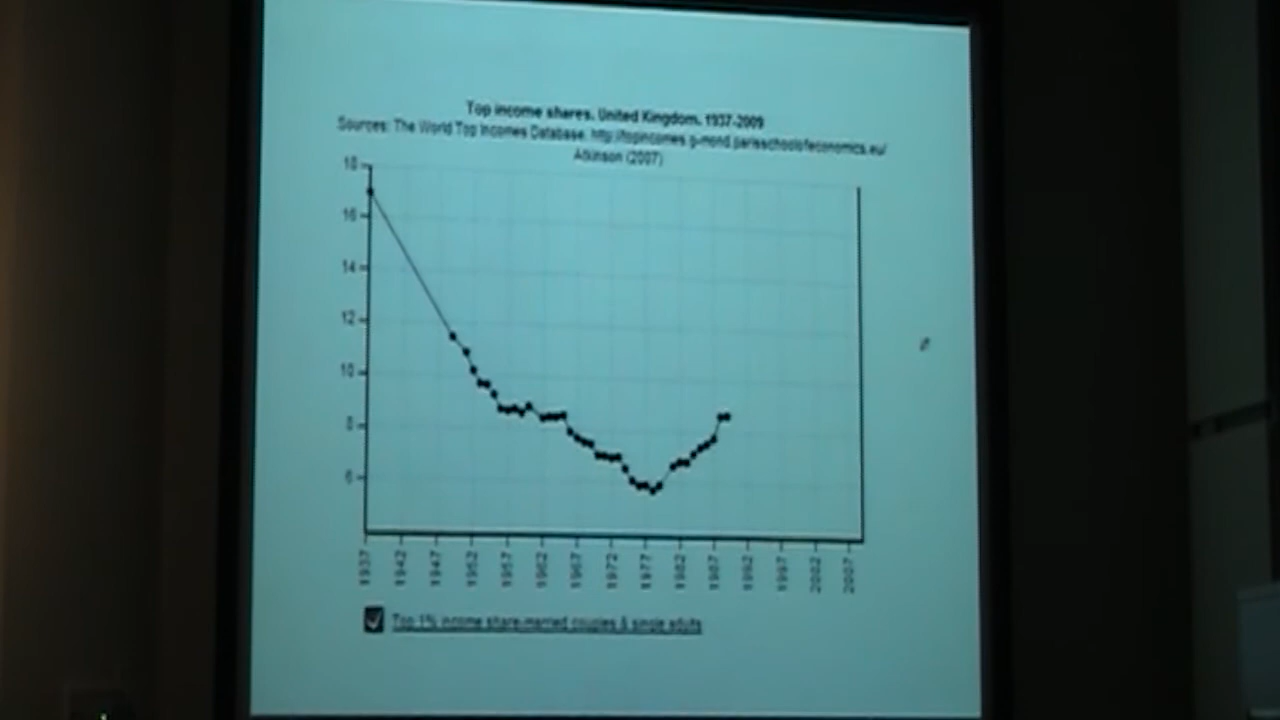 Top income shares, United Kingdom, 1937-2009
Sources: The World Top Incomes Database. http://topincomes.g-mond.parisschoolofeconomics.eu/
Atkinson (2007)
18
16
14
12
10
8
6
1937 1942 1947 1952 1957 1962 1967 1972 1977 1982 1987 1992 1997 2002 2007
Top 1% income share-married couples & single adults